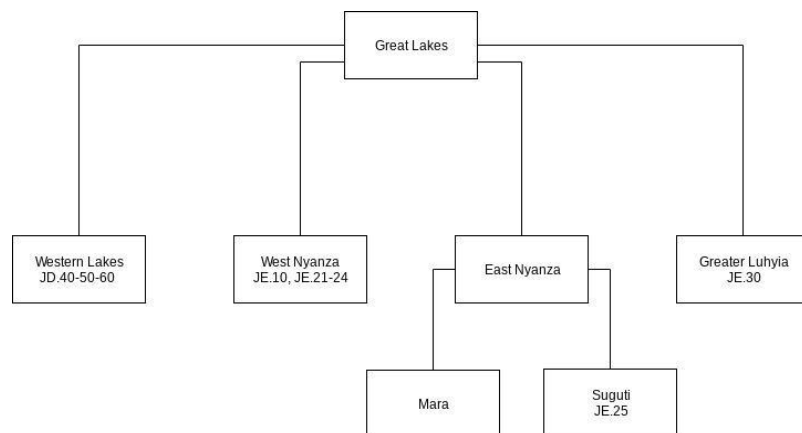 Great Lakes
Western Lakes
JD.40-50-60
West Nyanza
JE.10, JE.21-24
East Nyanza
Greater Luhyia
JE.30
Mara
Suguti
JE.25